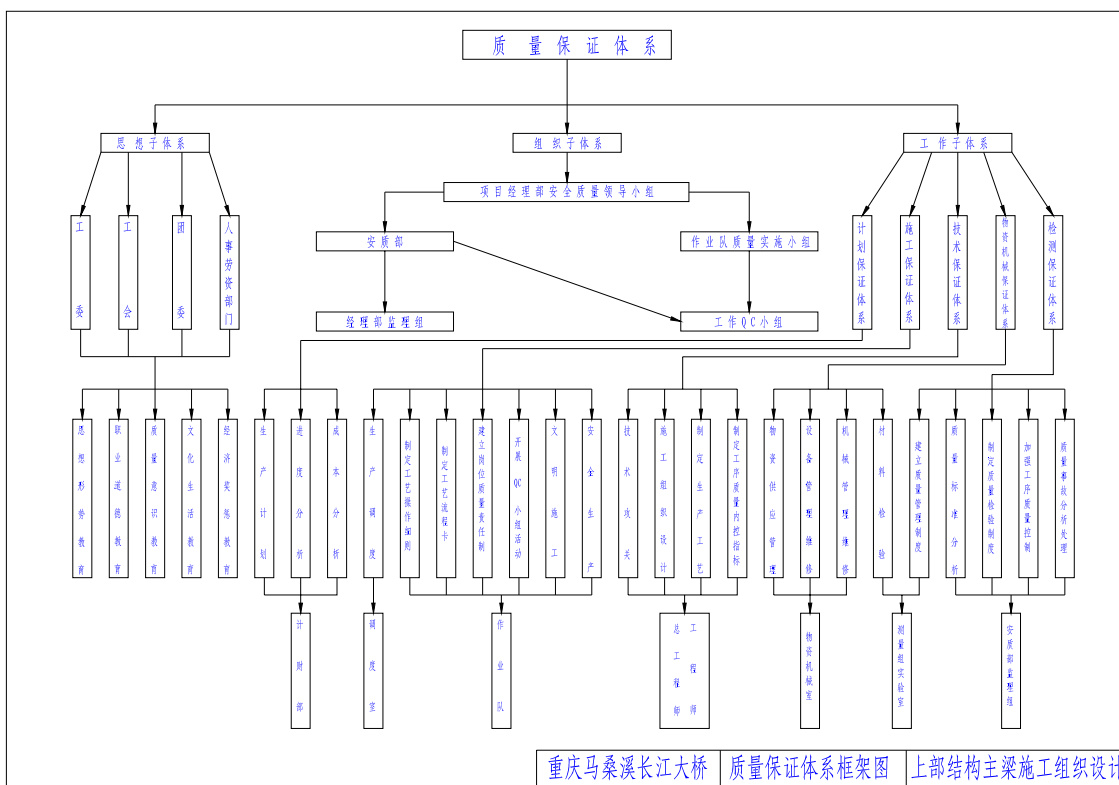 质量保证体系
思想子体系
组织子体系
工作子体系
项目经理部安全质量领导小组
工委
工会
团委
人事劳资部门
安质部
作业队质量实施小组
计划保证体系
施工保证体系
技术保证体系
物资机械保证体系
检测保证体系
经理部监理组
工作QC小组
思想形势教育
职业道德教育
质量意识教育
文化生活教育
经济奖惩教育
生产计划
进度分析
成本分析
生产调度
制定工艺操作细则
制定工艺流程卡
建立岗位质量责任制
开展QC小组活动
文明施工
安全生产
技术攻关
施工组织设计
制定生产工艺
制定工序质量内控指标
物资供应管理
设备管理维修
机械管理维修
材料检验
建立质量管理制度
质量标准分析
制定质量检验制度
加强工序质量控制
质量事故分析处理
计财部
调度室
作业队
总工程师
工程师
物资机械室
测量组实验室
安质部监理组
重庆马桑溪长江大桥
质量保证体系框架图
上部结构主梁施工组织设计